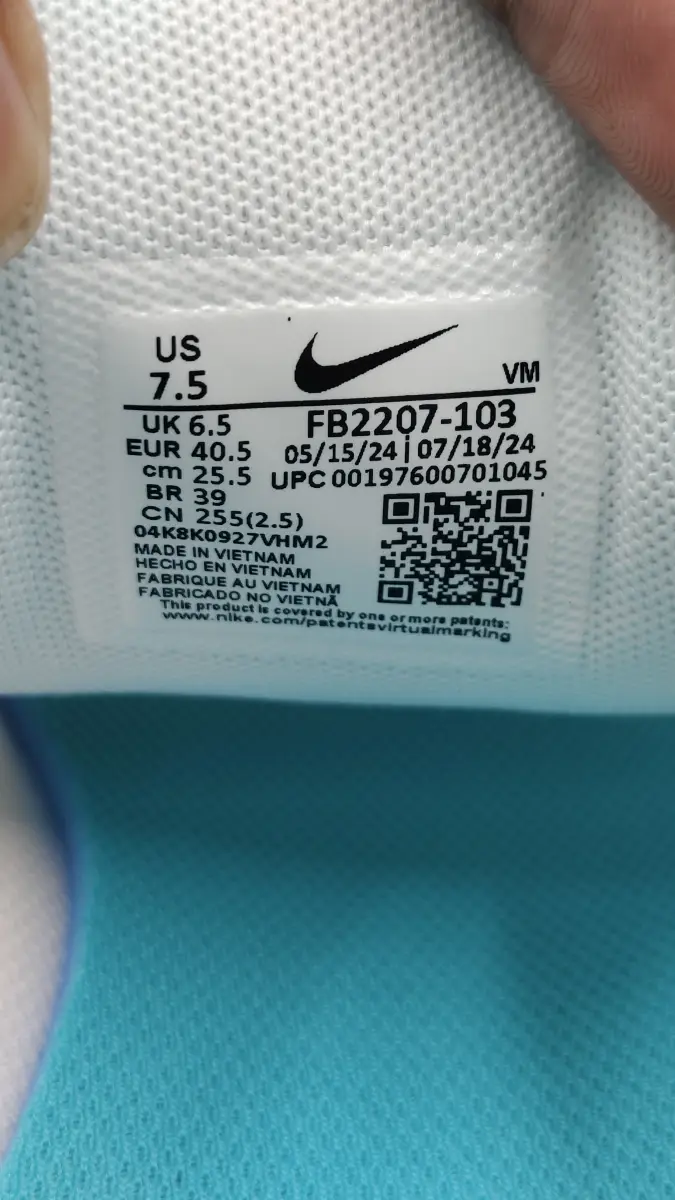 US
7.5
VM
UK 6.5
EUR 40.5
cm 25.5
BR 39
CN 255(2.5)
FB2207-103
05/15/24 | 07/18/24
UPC 00197600701045
04K8K0927VHM2
MADE IN VIETNAM
HECHO EN VIETNAM
FABRIQUE AU VIETNAM
FABRICADO NO VIETNÃ
This product is covered by one or more patents:
www.nike.com/patentsvirtualmarking